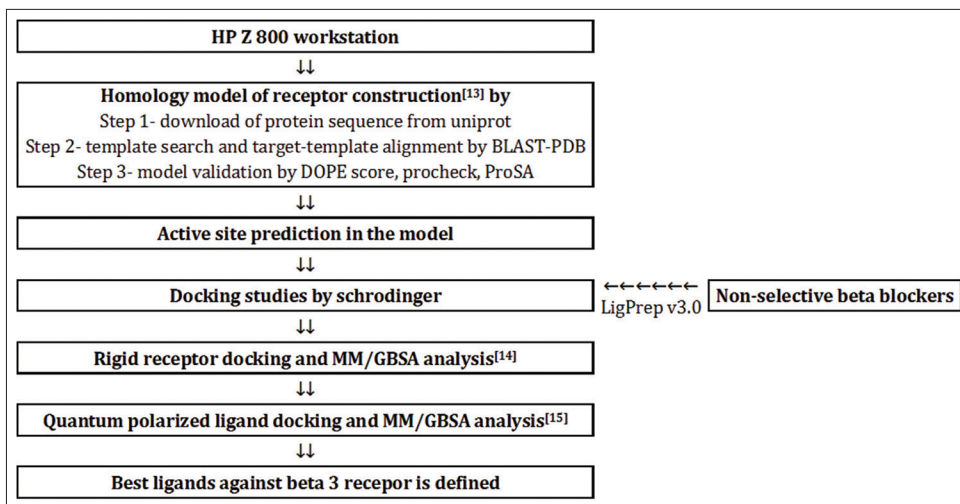 HP Z 800 workstation
↓↓
Homology model of receptor construction[13] by
Step 1- download of protein sequence from uniprot
Step 2- template search and target-template alignment by BLAST-PDB
Step 3- model validation by DOPE score, procheck, ProSA
↓↓
Active site prediction in the model
↓↓
Docking studies by schrodinger
←←←←←←
LigPrep v3.0
Non-selective beta blockers
↓↓
Rigid receptor docking and MM/GBSA analysis[14]
↓↓
Quantum polarized ligand docking and MM/GBSA analysis[15]
↓↓
Best ligands against beta 3 recepor is defined